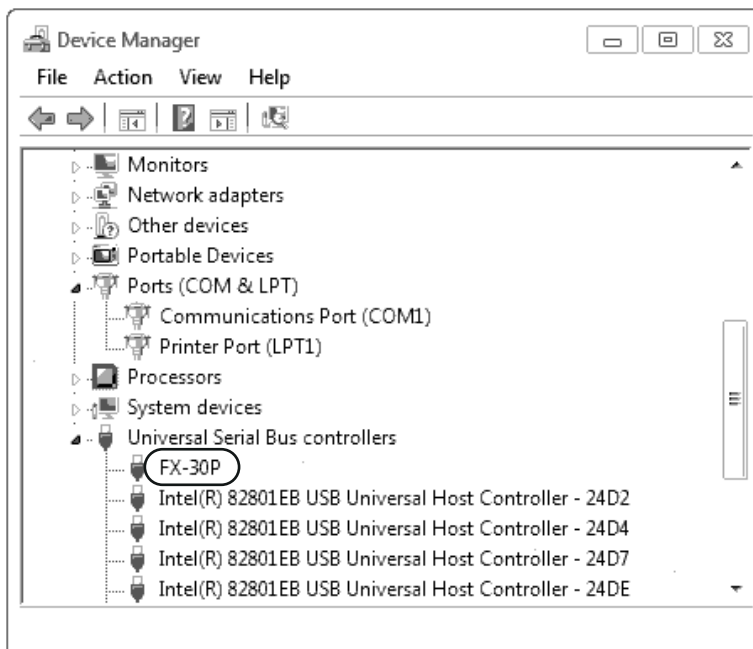 Device Manager
File Action View Help
Monitors
Network adapters
Other devices
Portable Devices
Ports (COM & LPT)
Communications Port (COM1)
Printer Port (LPT1)
Processors
System devices
Universal Serial Bus controllers
FX-30P
Intel(R) 82801EB USB Universal Host Controller - 24D2
Intel(R) 82801EB USB Universal Host Controller - 24D4
Intel(R) 82801EB USB Universal Host Controller - 24D7
Intel(R) 82801EB USB Universal Host Controller - 24DE